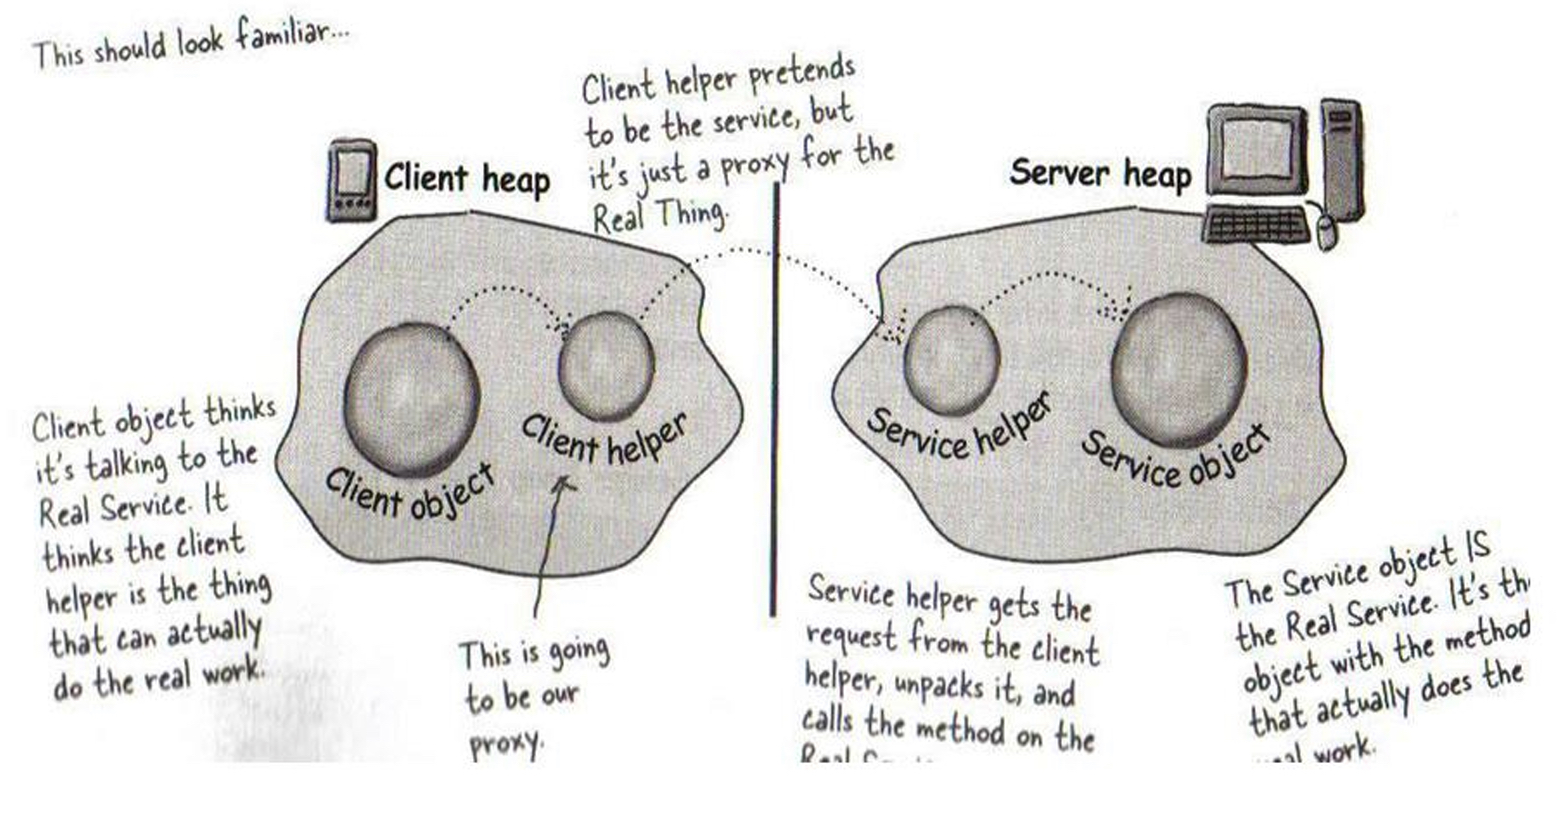 This should look familiar...
Client helper pretends
to be the service, but
it's just a proxy for the
Real Thing.
Client heap
Server heap
Client object
Client helper
Service helper
Service object
Client object thinks
it's talking to the
Real Service. It
thinks the client
helper is the thing
that can actually
do the real work.
This is going
to be our
proxy.
Service helper gets the
request from the client
helper, unpacks it, and
calls the method on the
Real
The Service object IS
the Real Service. It's
object with the method
that actually does the
work.